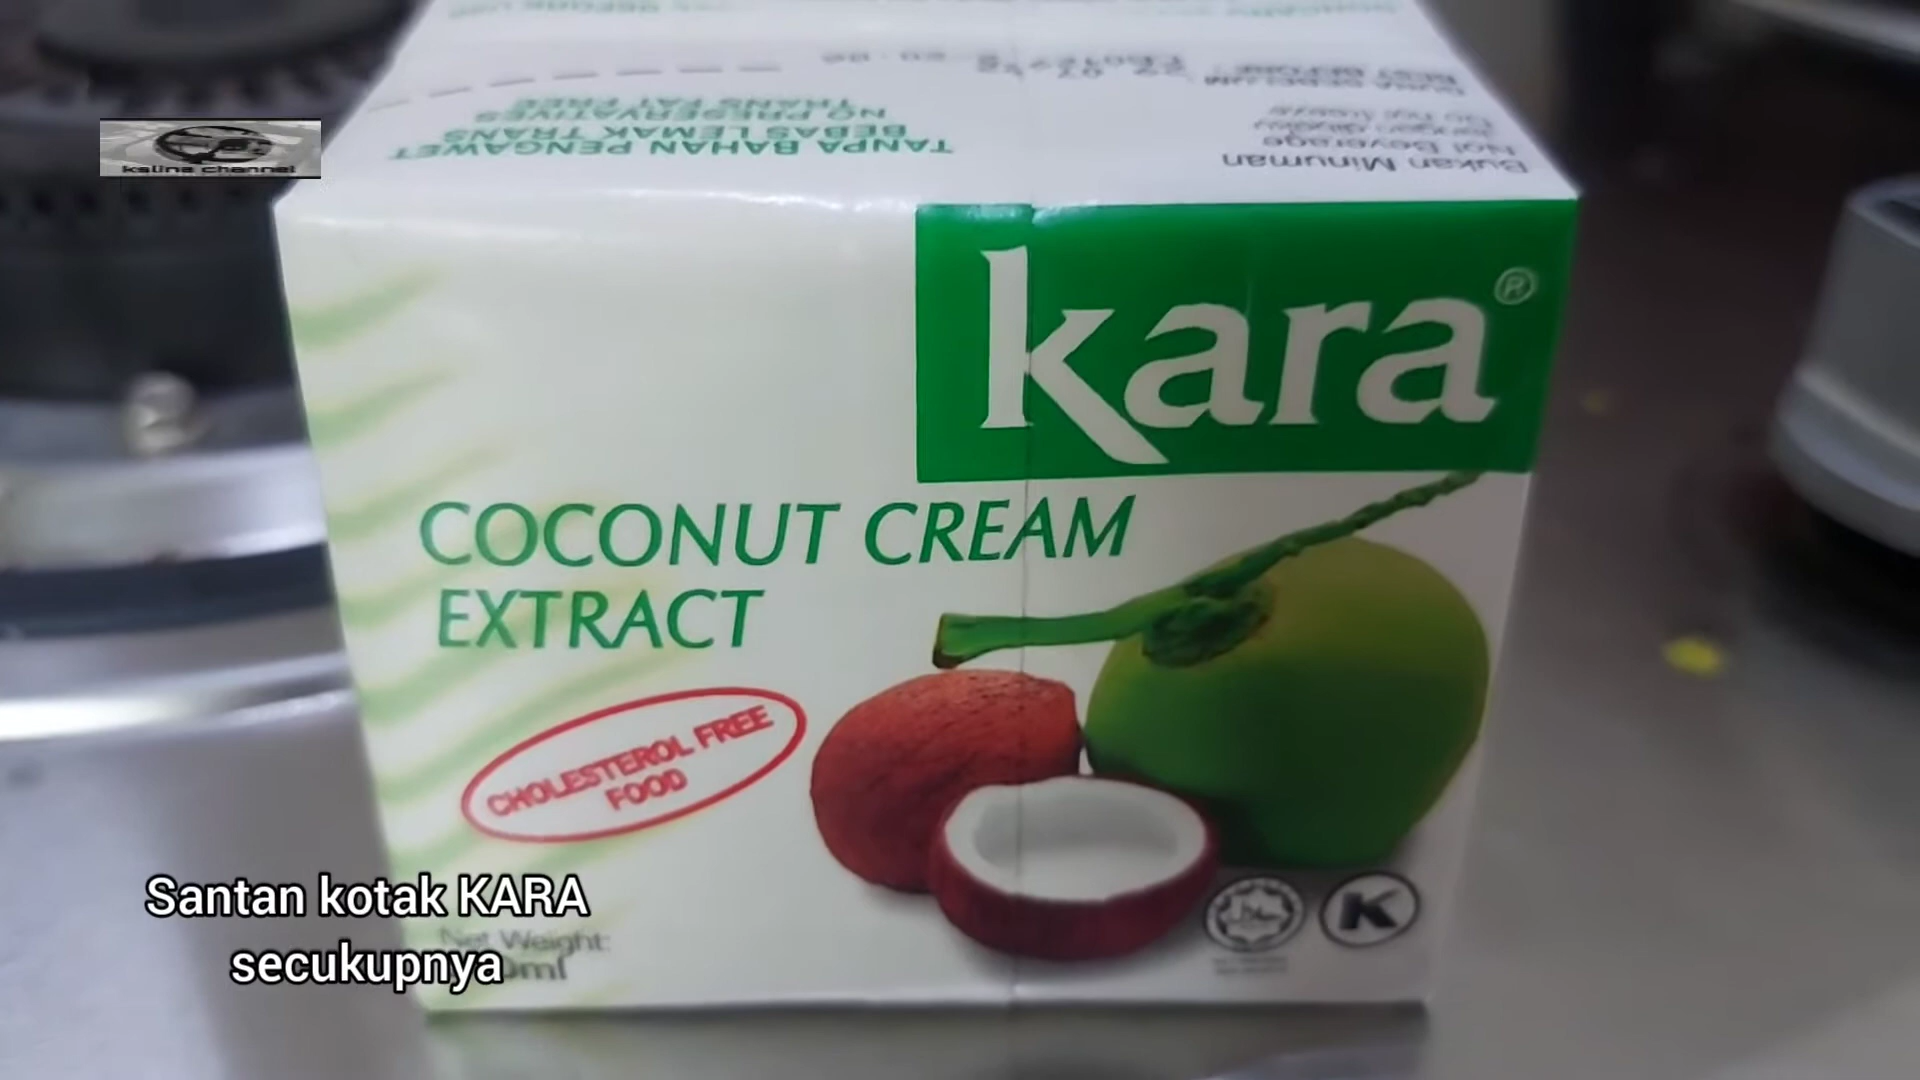 kalina channel
TANPA BAHAN PENGAWET
BEBAS LEMAK TRANS
NO PRESERVATIVES
TRANS FAT FREE
Bukan Minuman
Not Beverage
kara®
COCONUT CREAM
EXTRACT
CHOLESTEROL FREE
FOOD
K
Net Weight:
Santan kotak KARA
secukupnya